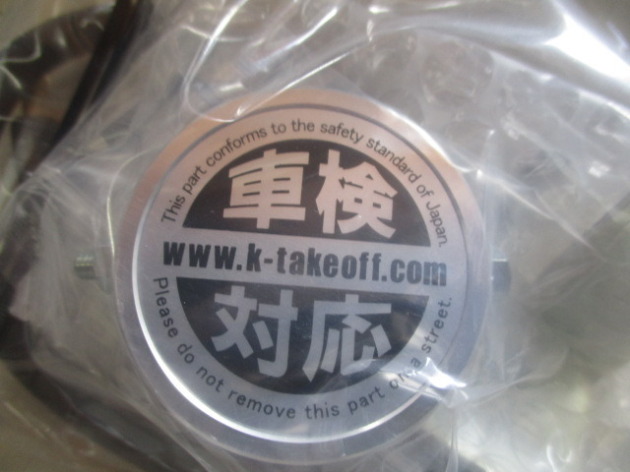 This part conforms to the safety standard of Japan.
車検
www.k-takeoff.com
対応
Please do not remove this part on a street.